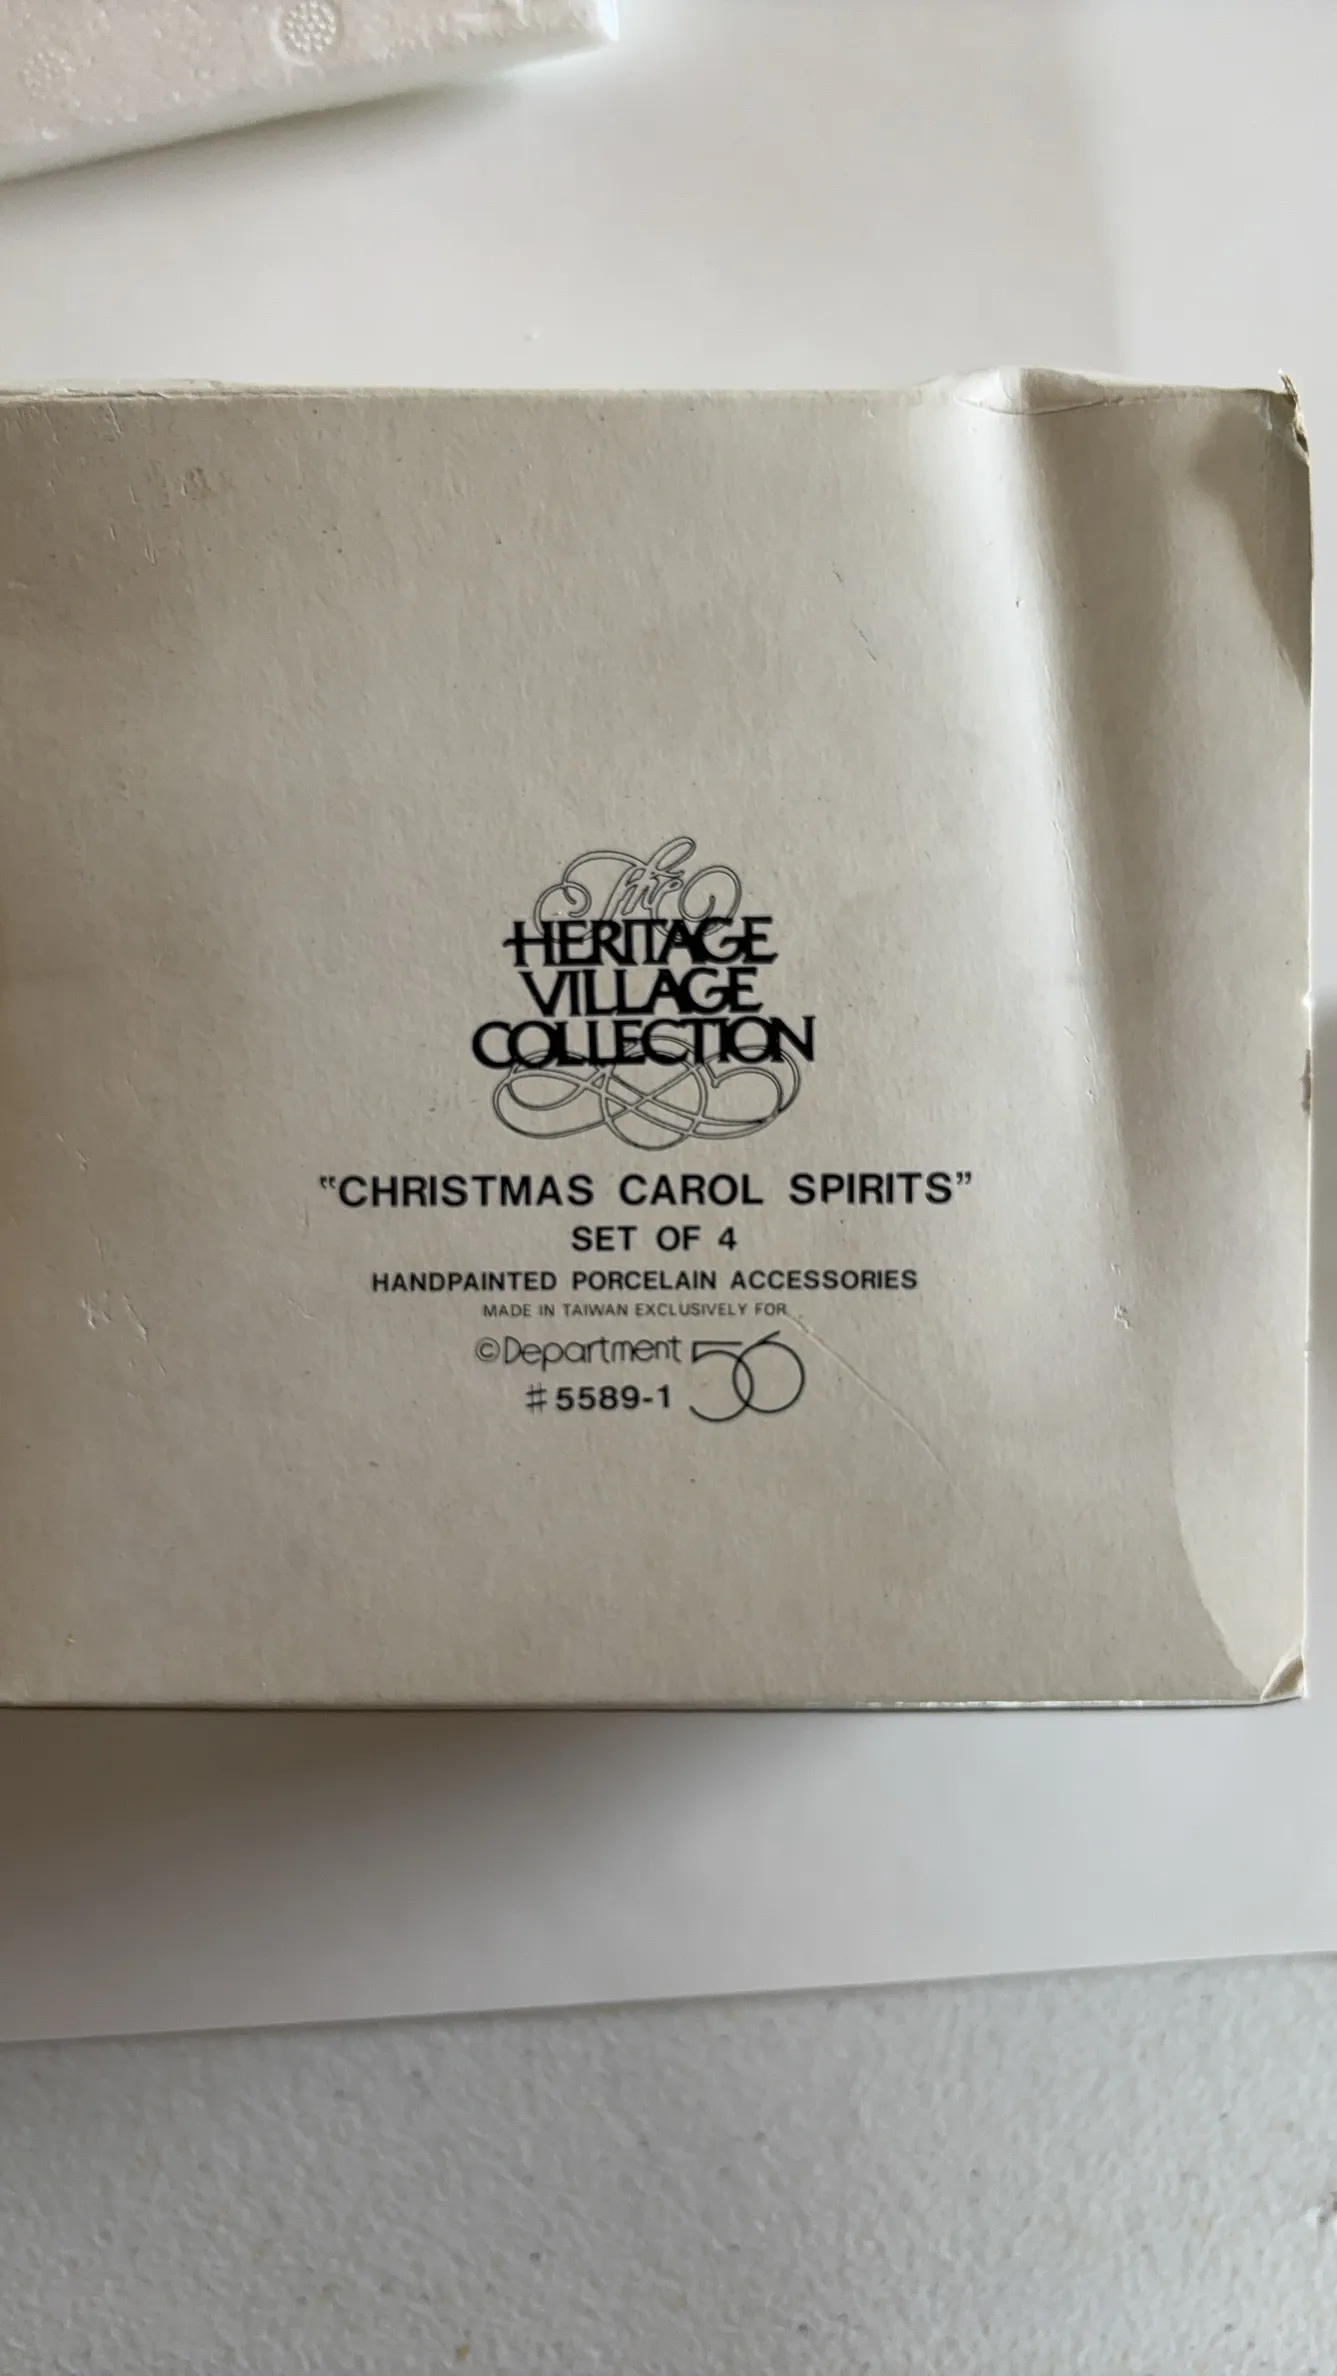 The
HERITAGE
VILLAGE
COLLECTION
"CHRISTMAS CAROL SPIRITS"
SET OF 4
HANDPAINTED PORCELAIN ACCESSORIES
MADE IN TAIWAN EXCLUSIVELY FOR
©Department 56
#5589-1